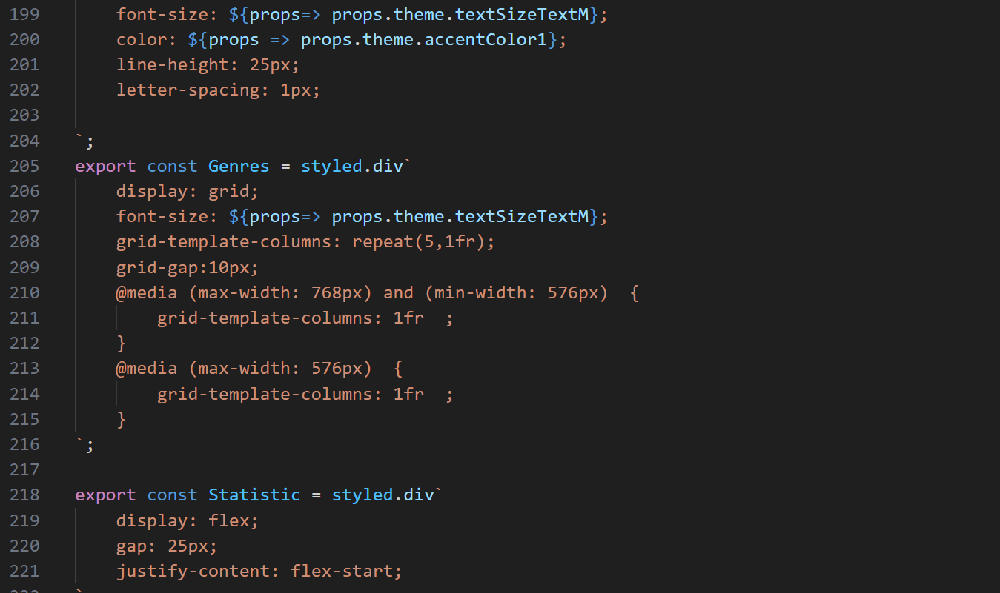 199 font-size: ${props=> props.theme.textSizeTextM};
200 color: ${props => props.theme.accentColor1};
201 line-height: 25px;
202 letter-spacing: 1px;
203
204 `;
205 export const Genres = styled.div`
206 display: grid;
207 font-size: ${props=> props.theme.textSizeTextM};
208 grid-template-columns: repeat(5,1fr);
209 grid-gap:10px;
210 @media (max-width: 768px) and (min-width: 576px)  {
211 grid-template-columns: 1fr  ;
212 }
213 @media (max-width: 576px)  {
214 grid-template-columns: 1fr  ;
215 }
216 `;
217
218 export const Statistic = styled.div`
219 display: flex;
220 gap: 25px;
221 justify-content: flex-start;